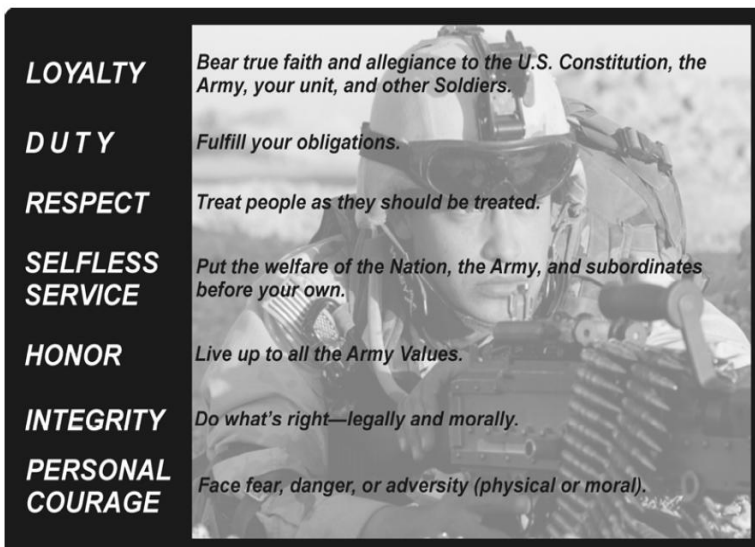 LOYALTY
Bear true faith and allegiance to the U.S. Constitution, the
Army, your unit, and other Soldiers.
DUTY
Fulfill your obligations.
RESPECT
Treat people as they should be treated.
SELFLESS
SERVICE
Put the welfare of the Nation, the Army, and subordinates
before your own.
HONOR
Live up to all the Army Values.
INTEGRITY
Do what's right—legally and morally.
PERSONAL
COURAGE
Face fear, danger, or adversity (physical or moral).